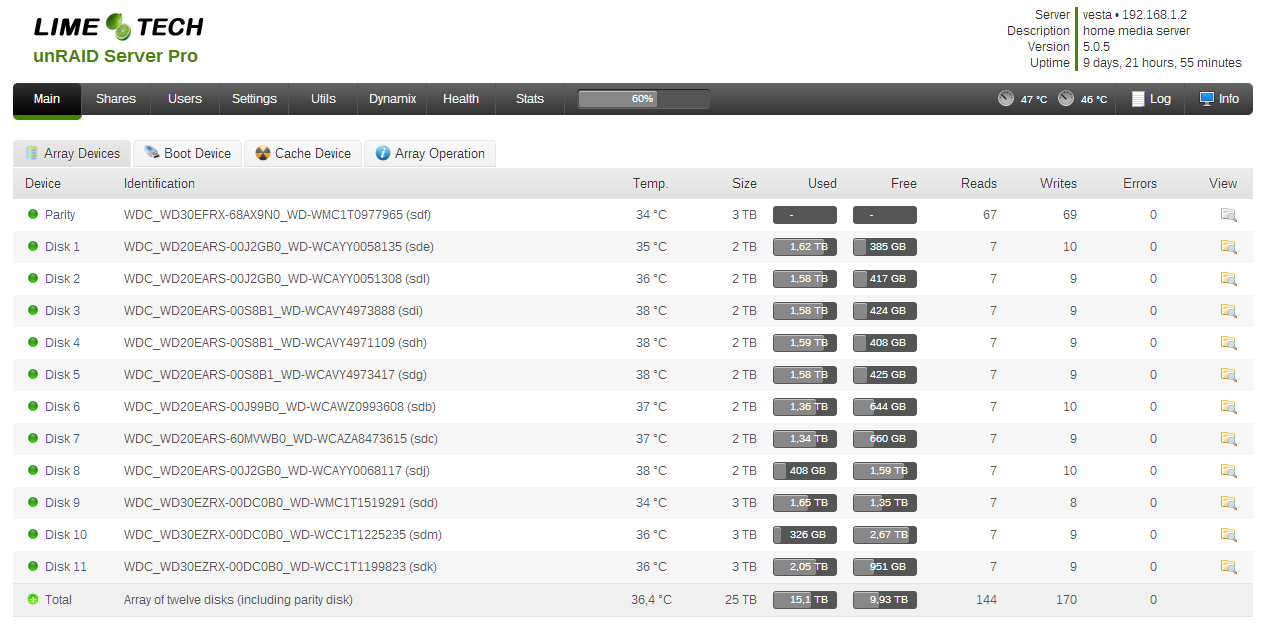 LIME TECH
unRAID Server Pro
Server vesta • 192.168.1.2
Description home media server
Version 5.0.5
Uptime 9 days, 21 hours, 55 minutes
Main Shares Users Settings Utils Dynamix Health Stats 60% 47 °C 46 °C Log Info
Array Devices Boot Device Cache Device Array Operation
Device Identification Temp. Size Used Free Reads Writes Errors View
Parity WDC_WD30EFRX-68AX9N0_WD-WMC1T0977965 (sdf) 34 °C 3 TB - - 67 69 0
Disk 1 WDC_WD20EARS-00J2GB0_WD-WCAYY0058135 (sde) 35 °C 2 TB 1,62 TB 385 GB 7 10 0
Disk 2 WDC_WD20EARS-00J2GB0_WD-WCAYY0051308 (sdl) 36 °C 2 TB 1,58 TB 417 GB 7 9 0
Disk 3 WDC_WD20EARS-00S8B1_WD-WCAVY4973888 (sdi) 38 °C 2 TB 1,58 TB 424 GB 7 9 0
Disk 4 WDC_WD20EARS-00S8B1_WD-WCAVY4971109 (sdh) 38 °C 2 TB 1,59 TB 408 GB 7 9 0
Disk 5 WDC_WD20EARS-00S8B1_WD-WCAVY4973417 (sdg) 38 °C 2 TB 1,58 TB 425 GB 7 9 0
Disk 6 WDC_WD20EARS-00J99B0_WD-WCAWZ0993608 (sdb) 37 °C 2 TB 1,36 TB 644 GB 7 10 0
Disk 7 WDC_WD20EARS-60MVWB0_WD-WCAZA8473615 (sdc) 37 °C 2 TB 1,34 TB 660 GB 7 9 0
Disk 8 WDC_WD20EARS-00J2GB0_WD-WCAYY0068117 (sdj) 38 °C 2 TB 408 GB 1,59 TB 7 10 0
Disk 9 WDC_WD30EZRX-00DC0B0_WD-WMC1T1519291 (sdd) 34 °C 3 TB 1,65 TB 1,35 TB 7 8 0
Disk 10 WDC_WD30EZRX-00DC0B0_WD-WCC1T1225235 (sdm) 36 °C 3 TB 326 GB 2,67 TB 7 9 0
Disk 11 WDC_WD30EZRX-00DC0B0_WD-WCC1T1199823 (sdk) 36 °C 3 TB 2,05 TB 951 GB 7 9 0
Total Array of twelve disks (including parity disk) 36,4 °C 25 TB 15,1 TB 9,93 TB 144 170 0